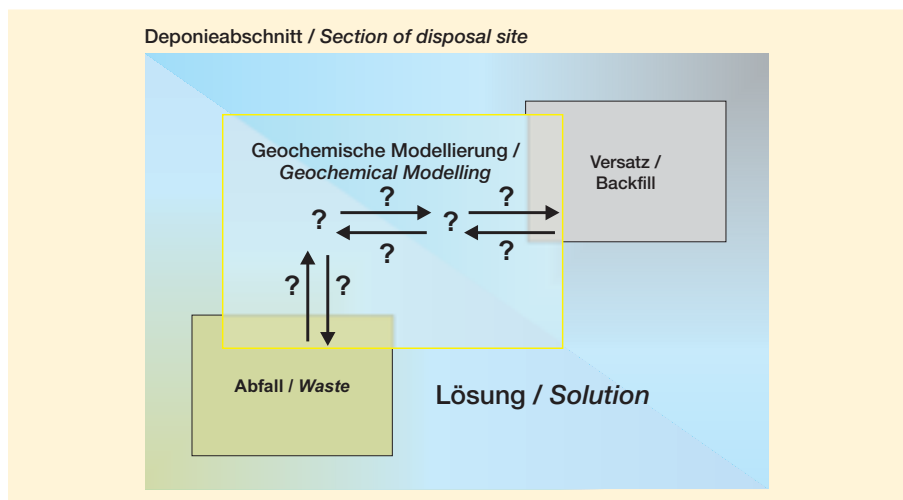 Deponieabschnitt / Section of disposal site
Geochemische Modellierung /
Geochemical Modelling
Versatz /
Backfill
? ?
? ?
? ?
? ?
Abfall / Waste
Lösung / Solution